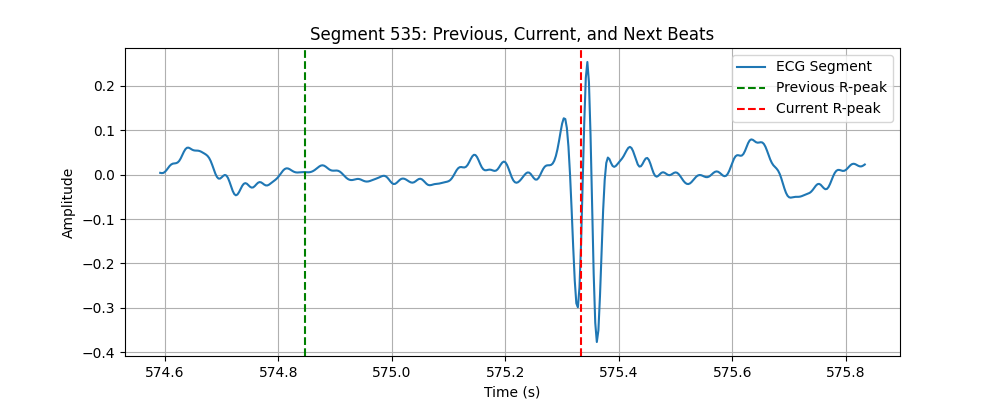 Segment 535: Previous, Current, and Next Beats
ECG Segment
Previous R-peak
Current R-peak
Amplitude
0.2
0.1
0.0
−0.1
−0.2
−0.3
−0.4
574.6 574.8 575.0 575.2 575.4 575.6 575.8
Time (s)